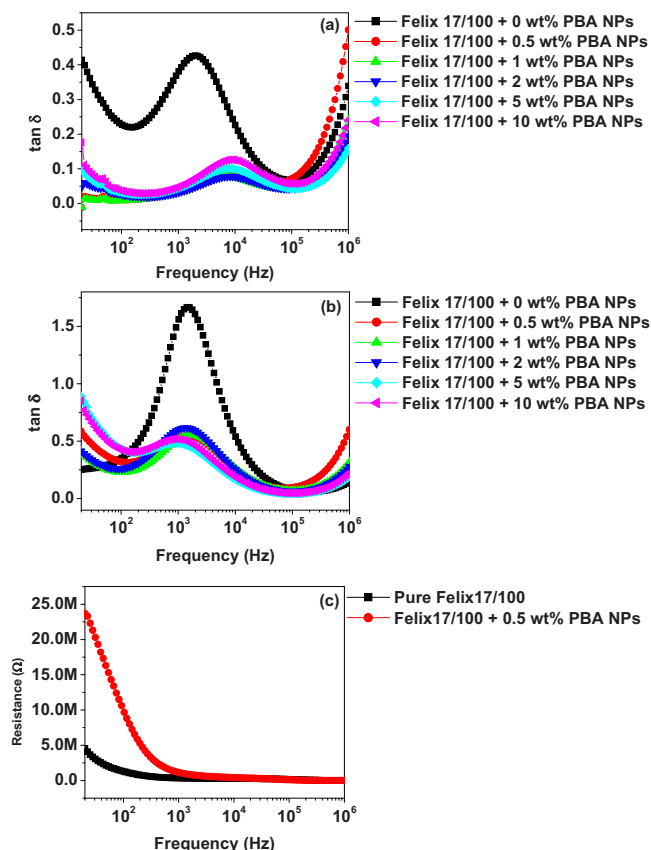 (a)
Felix 17/100 + 0 wt% PBA NPs
Felix 17/100 + 0.5 wt% PBA NPs
Felix 17/100 + 1 wt% PBA NPs
Felix 17/100 + 2 wt% PBA NPs
Felix 17/100 + 5 wt% PBA NPs
Felix 17/100 + 10 wt% PBA NPs
0.5
0.4
0.3
0.2
0.1
0.0
tan δ
10² 10³ 10⁴ 10⁵ 10⁶
Frequency (Hz)
(b)
Felix 17/100 + 0 wt% PBA NPs
Felix 17/100 + 0.5 wt% PBA NPs
Felix 17/100 + 1 wt% PBA NPs
Felix 17/100 + 2 wt% PBA NPs
Felix 17/100 + 5 wt% PBA NPs
Felix 17/100 + 10 wt% PBA NPs
1.5
1.0
0.5
0.0
tan δ
10² 10³ 10⁴ 10⁵ 10⁶
Frequency (Hz)
(c)
Pure Felix17/100
Felix17/100 + 0.5 wt% PBA NPs
25.0M
20.0M
15.0M
10.0M
5.0M
0.0
Resistance (Ω)
10² 10³ 10⁴ 10⁵ 10⁶
Frequency (Hz)